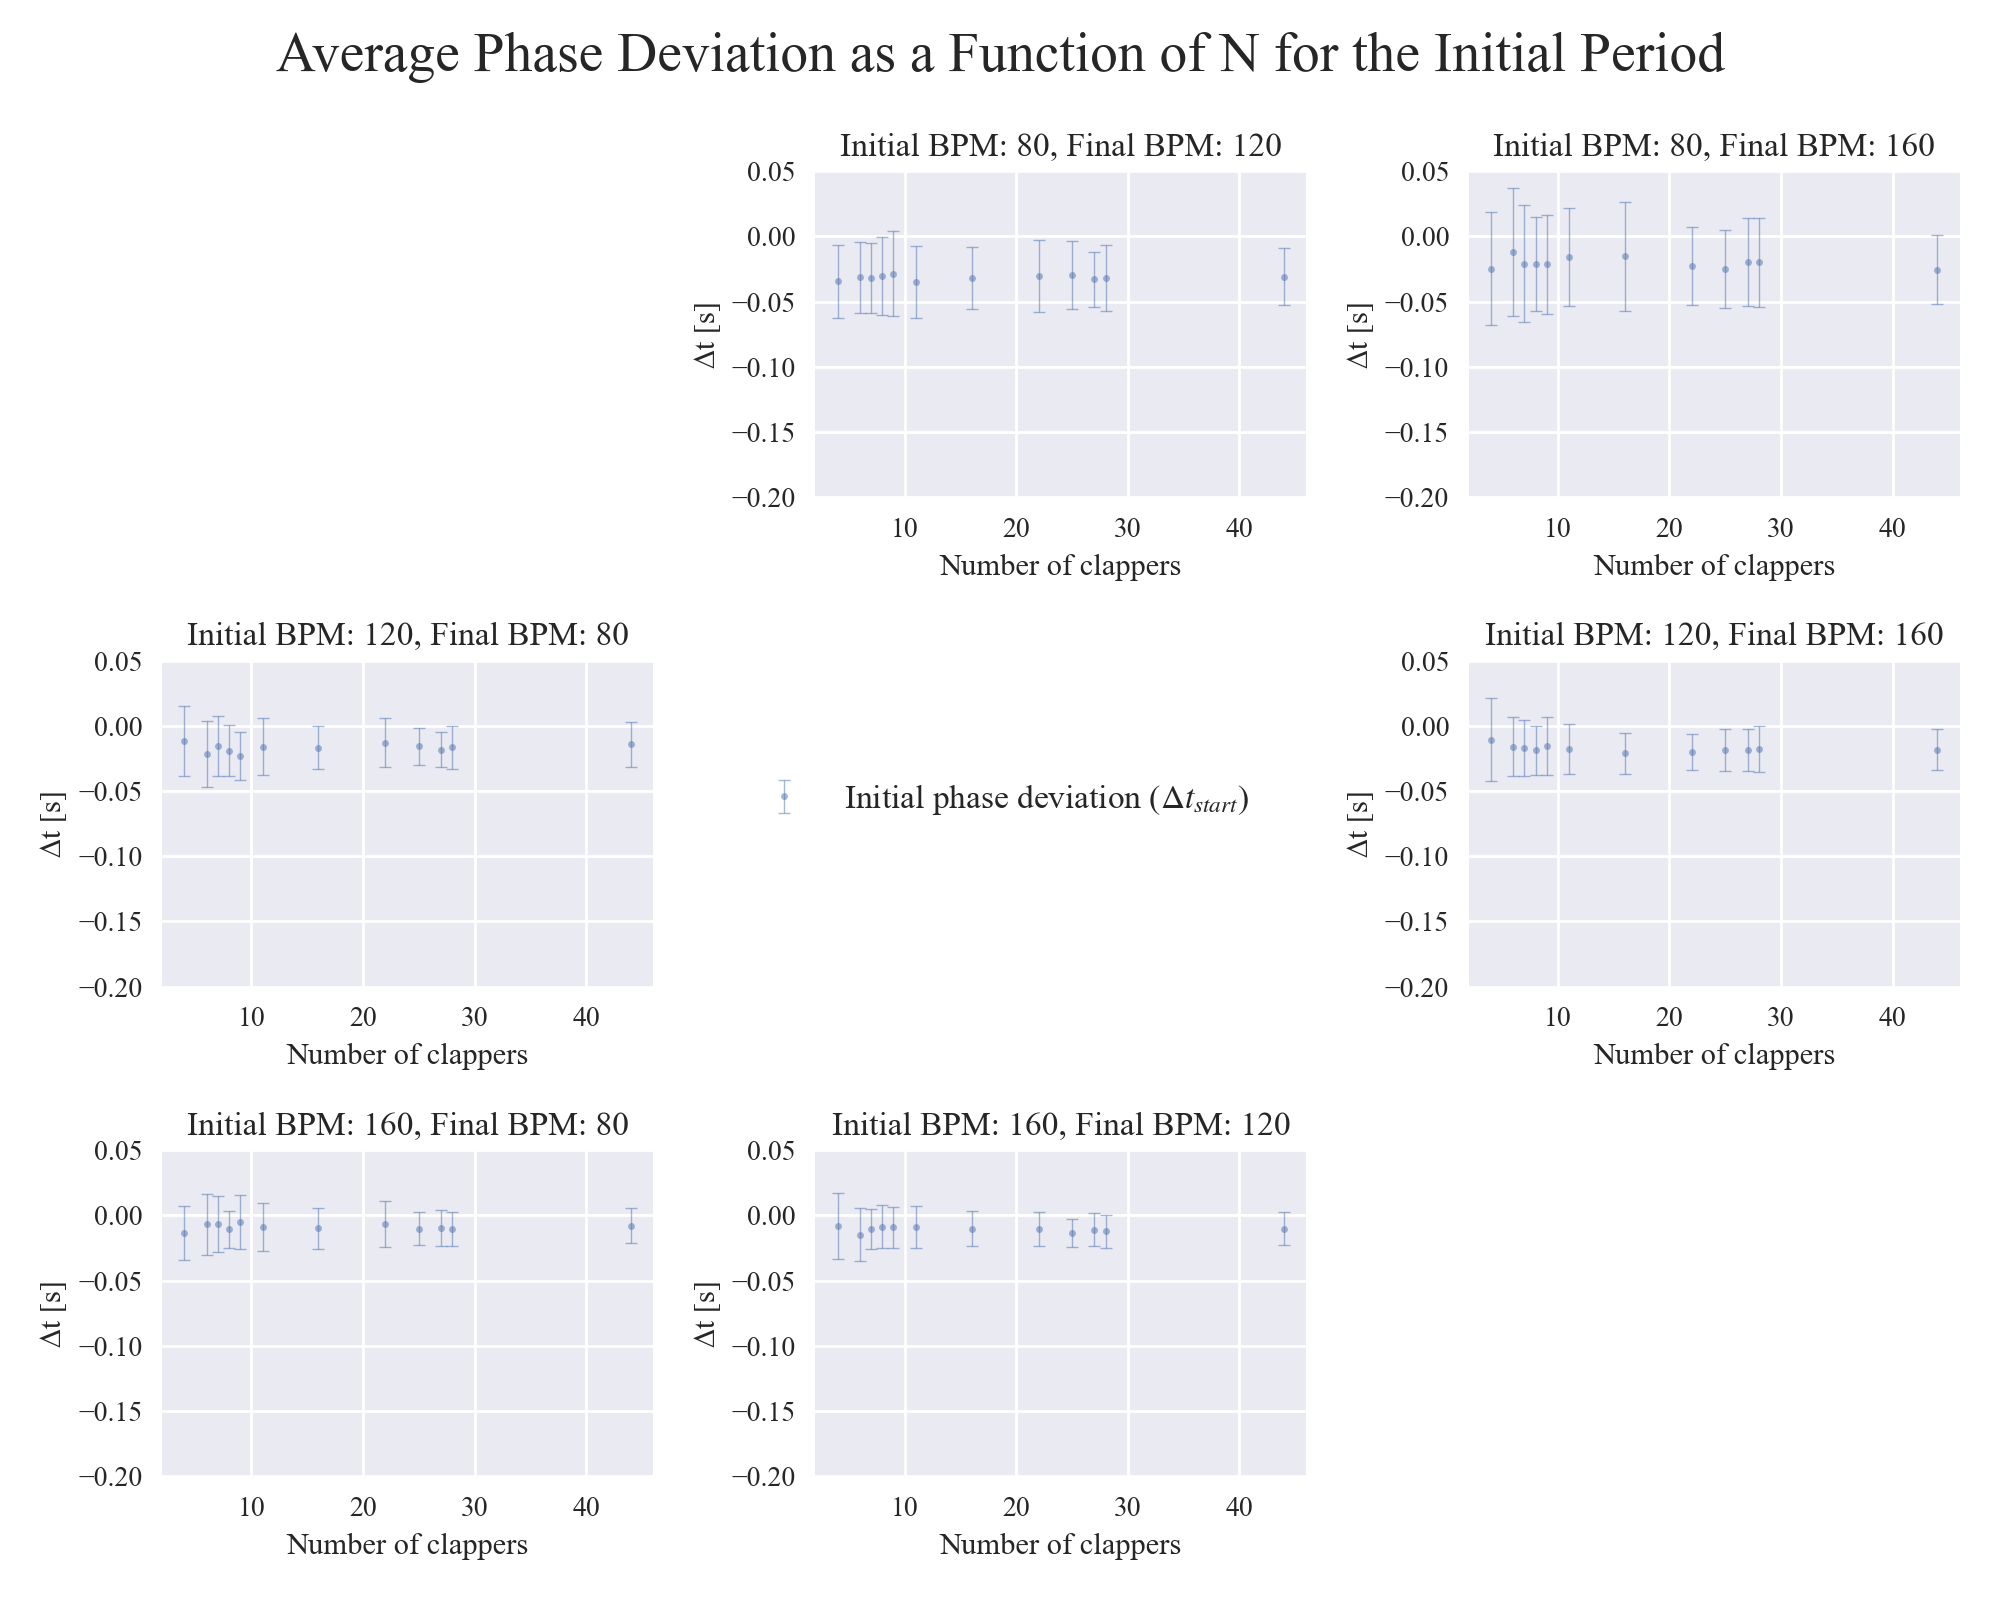 Average Phase Deviation as a Function of N for the Initial Period
Initial BPM: 80, Final BPM: 120
0.05
0.00
−0.05
−0.10
−0.15
−0.20
Δt [s]
10 20 30 40
Number of clappers
Initial BPM: 80, Final BPM: 160
0.05
0.00
−0.05
−0.10
−0.15
−0.20
Δt [s]
10 20 30 40
Number of clappers
Initial BPM: 120, Final BPM: 80
0.05
0.00
−0.05
−0.10
−0.15
−0.20
Δt [s]
10 20 30 40
Number of clappers
Initial phase deviation (Δt_start)
Initial BPM: 120, Final BPM: 160
0.05
0.00
−0.05
−0.10
−0.15
−0.20
Δt [s]
10 20 30 40
Number of clappers
Initial BPM: 160, Final BPM: 80
0.05
0.00
−0.05
−0.10
−0.15
−0.20
Δt [s]
10 20 30 40
Number of clappers
Initial BPM: 160, Final BPM: 120
0.05
0.00
−0.05
−0.10
−0.15
−0.20
Δt [s]
10 20 30 40
Number of clappers